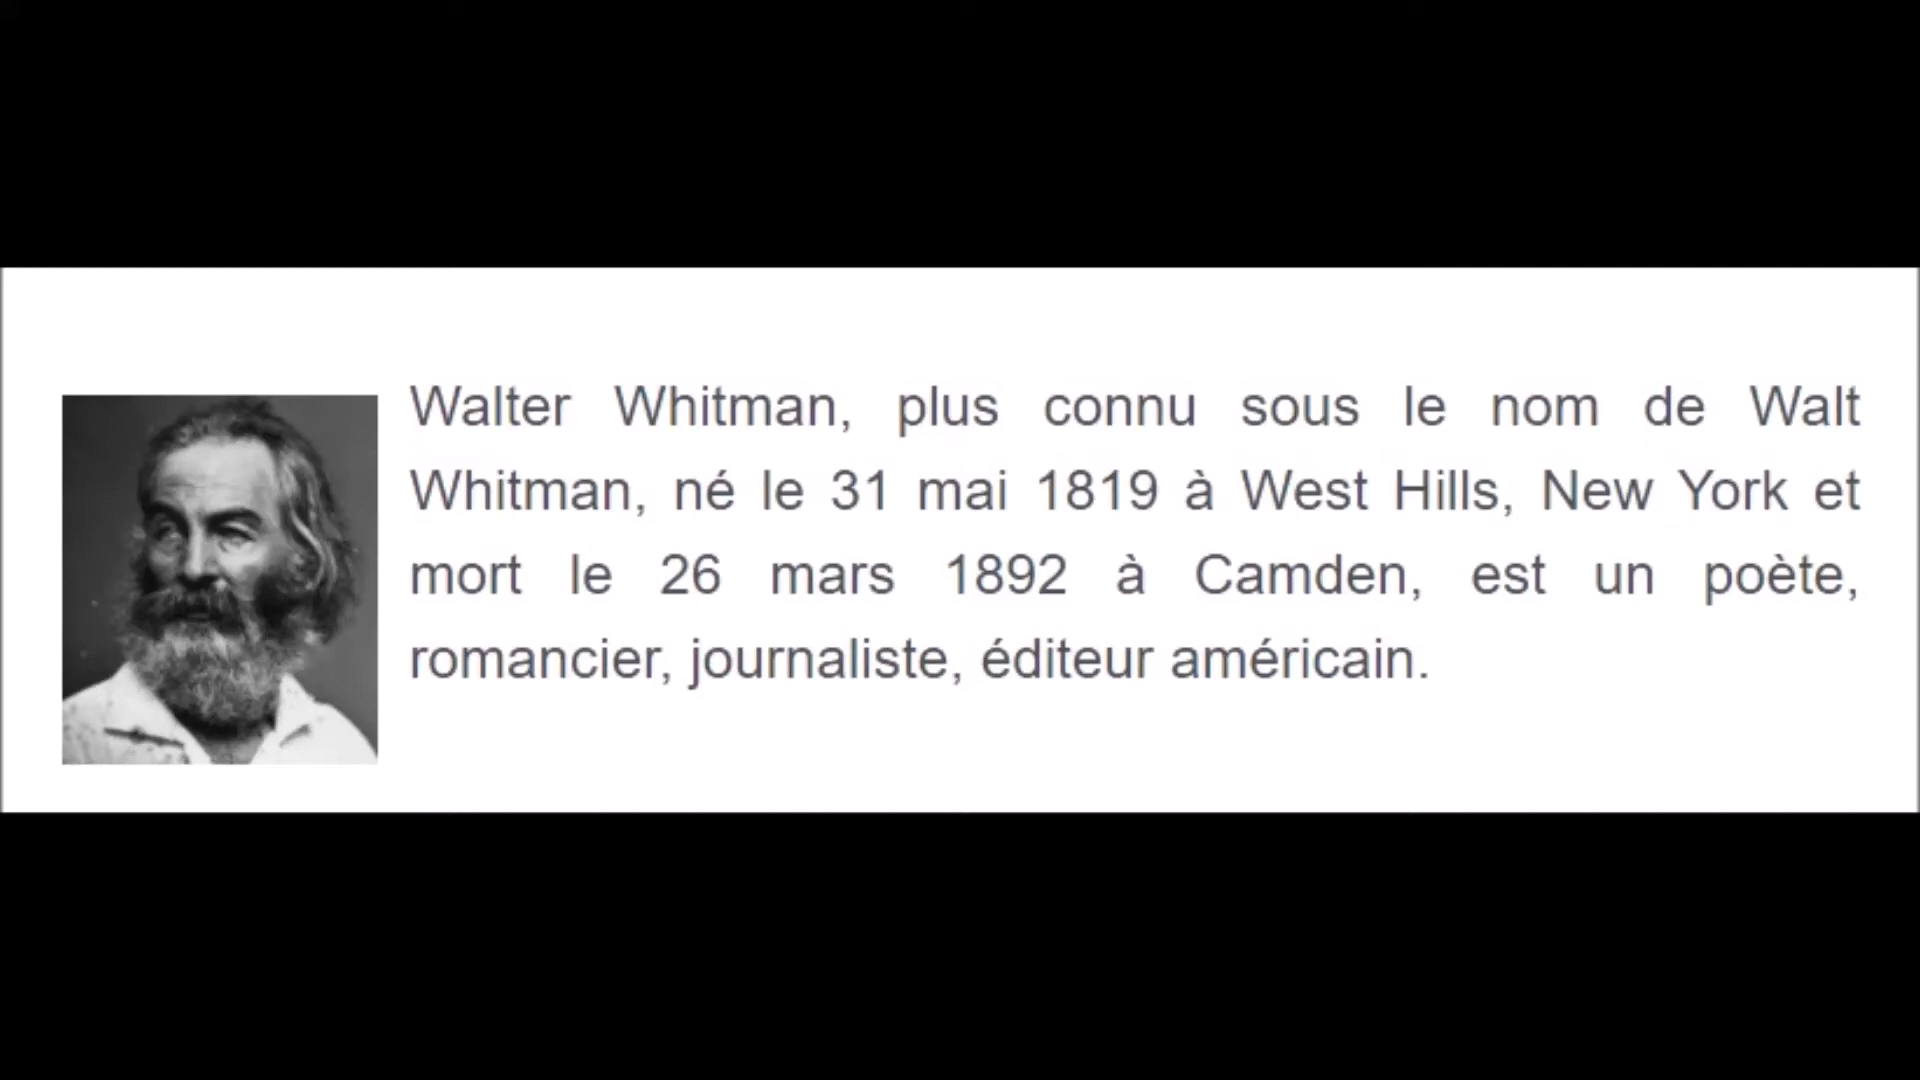 Walter Whitman, plus connu sous le nom de Walt
Whitman, né le 31 mai 1819 à West Hills, New York et
mort le 26 mars 1892 à Camden, est un poète,
romancier, journaliste, éditeur américain.